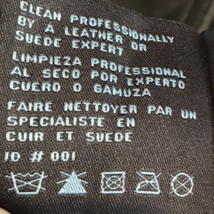 CLEAN PROFESSIONALLY
BY A LEATHER OR
SUEDE EXPERT
LIMPIEZA PROFESSIONAL
AL SECO POR EXPERTO
CUERO O GAMUZA
FAIRE NETTOYER PAR UN
SPECIALISTE EN
CUIR ET SUEDE
ID # 001